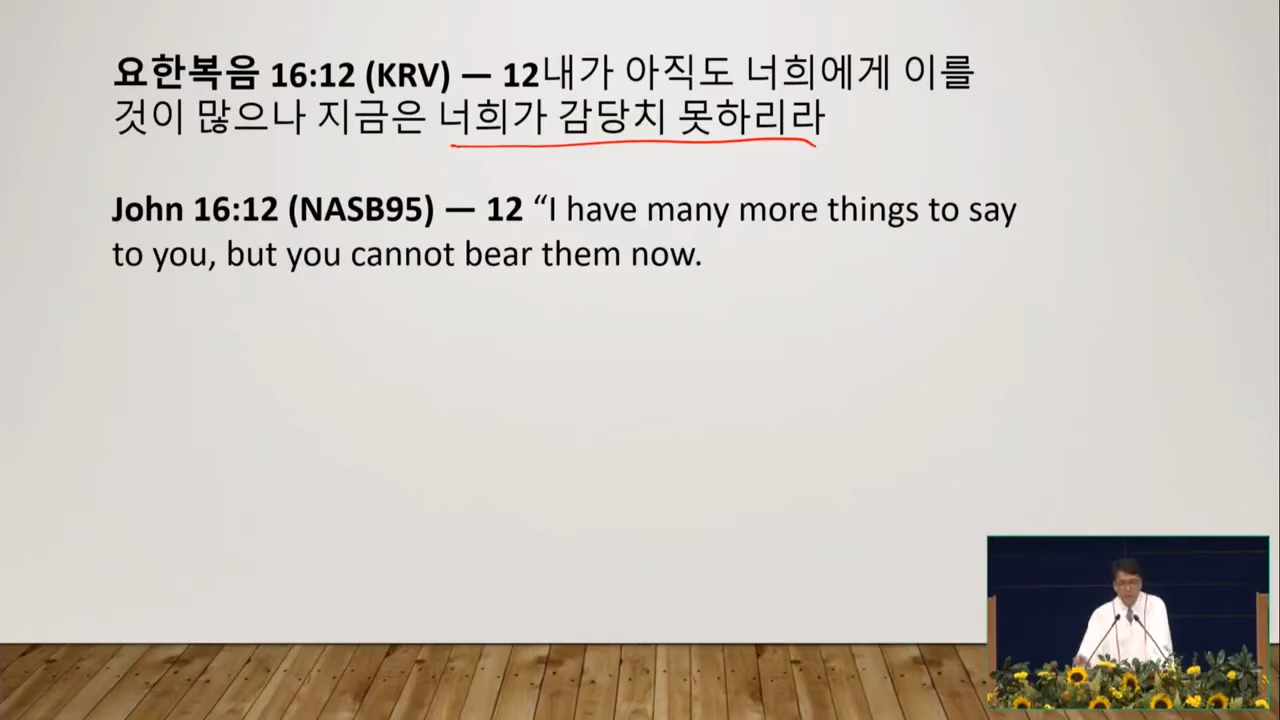 요한복음 16:12 (KRV) — 12내가 아직도 너희에게 이를
것이 많으나 지금은 너희가 감당치 못하리라
John 16:12 (NASB95) — 12 “I have many more things to say
to you, but you cannot bear them now.